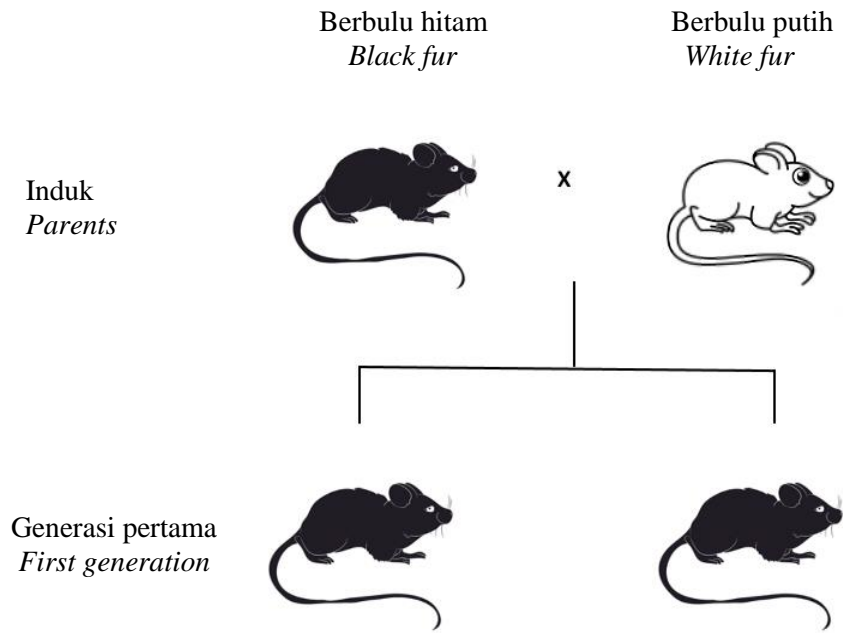 Berbulu hitam
Black fur
Berbulu putih
White fur
Induk
Parents
x
Generasi pertama
First generation